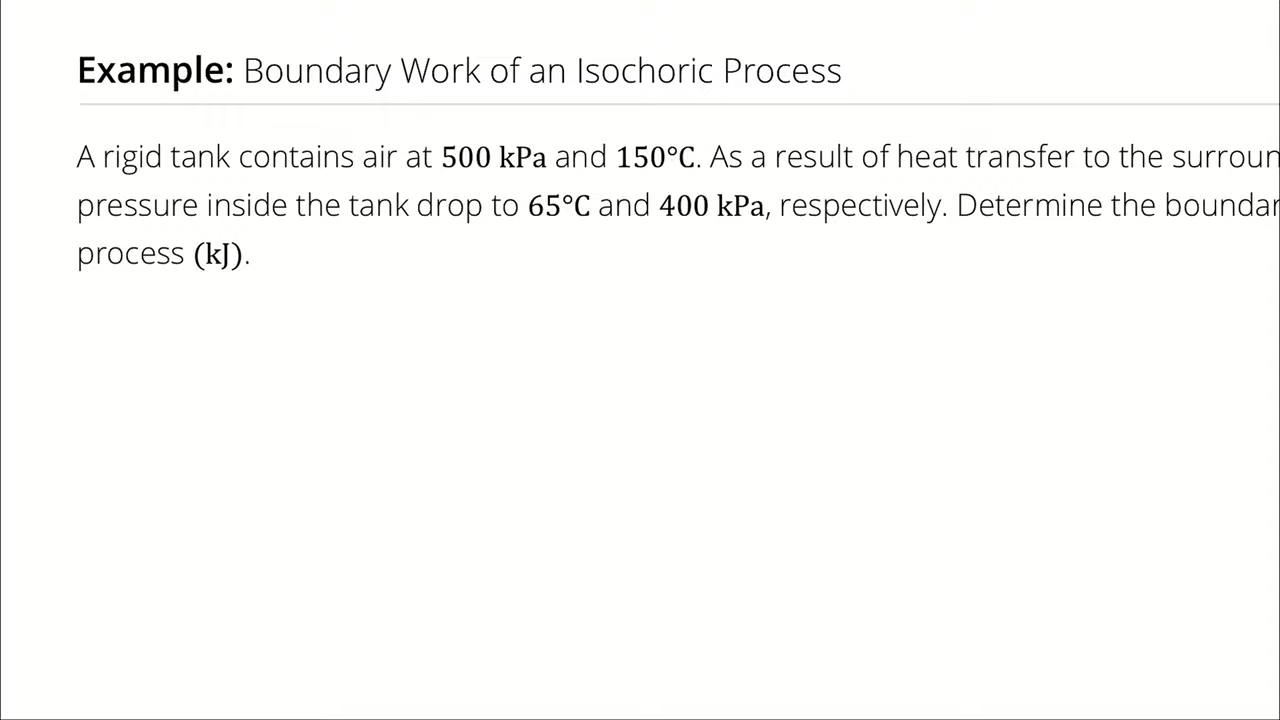 Example: Boundary Work of an Isochoric Process
A rigid tank contains air at 500 kPa and 150°C. As a result of heat transfer to the surroun
pressure inside the tank drop to 65°C and 400 kPa, respectively. Determine the boundar
process (kJ).